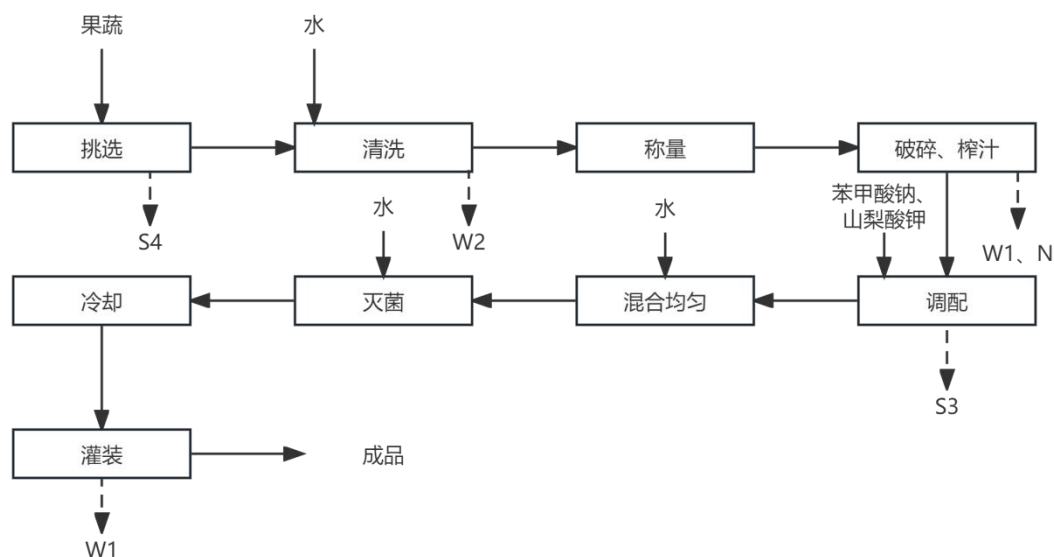 果蔬
水
挑选
清洗
称量
破碎、榨汁
S4
W2
W1、N
水
水
苯甲酸钠、
山梨酸钾
冷却
灭菌
混合均匀
调配
S3
灌装
成品
W1